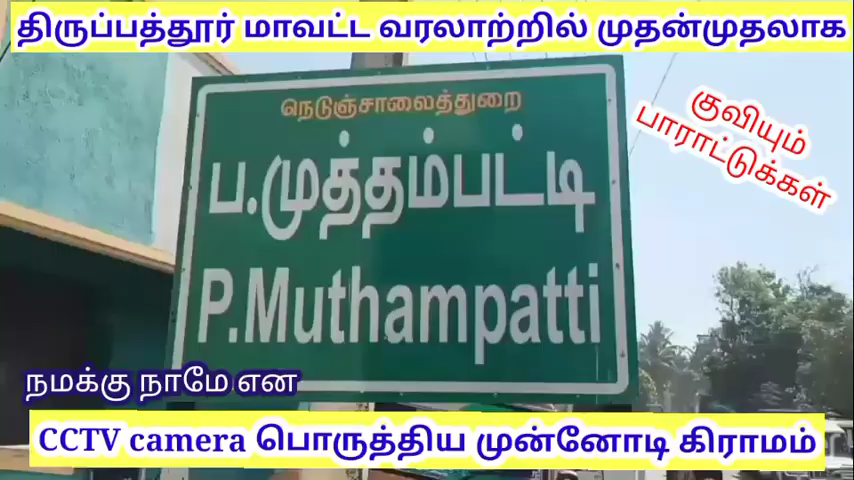 திருப்பத்தூர் மாவட்ட வரலாற்றில் முதன்முதலாக
குவியும்
பாராட்டுக்கள்
நெடுஞ்சாலைத்துறை
ப.முத்தம்பட்டி
P.Muthampatti
நமக்கு நாமே என
CCTV camera பொருத்திய முன்னோடி கிராமம்